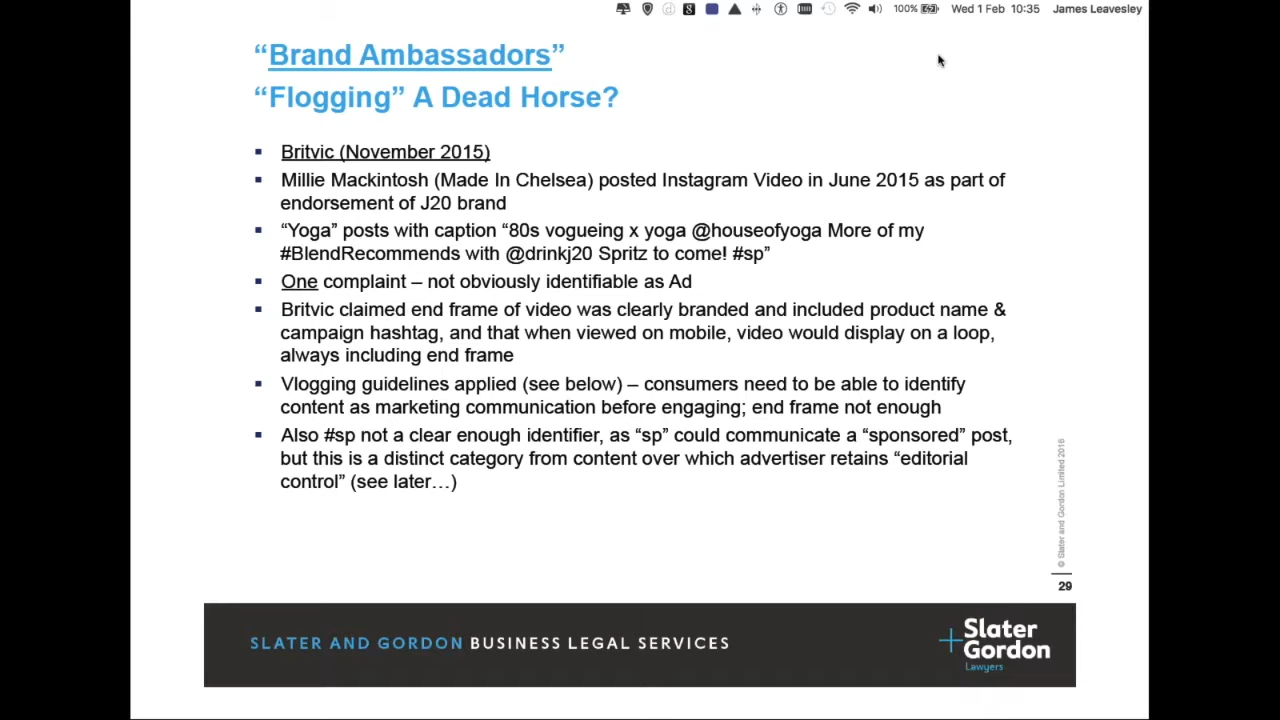 100% Wed 1 Feb 10:35 James Leavesley
“Brand Ambassadors”
“Flogging” A Dead Horse?
▪ Britvic (November 2015)
▪ Millie Mackintosh (Made In Chelsea) posted Instagram Video in June 2015 as part of
endorsement of J20 brand
▪ “Yoga” posts with caption “80s vogueing x yoga @houseofyoga More of my
#BlendRecommends with @drinkj20 Spritz to come! #sp”
▪ One complaint – not obviously identifiable as Ad
▪ Britvic claimed end frame of video was clearly branded and included product name &
campaign hashtag, and that when viewed on mobile, video would display on a loop,
always including end frame
▪ Vlogging guidelines applied (see below) – consumers need to be able to identify
content as marketing communication before engaging; end frame not enough
▪ Also #sp not a clear enough identifier, as “sp” could communicate a “sponsored” post,
but this is a distinct category from content over which advertiser retains “editorial
control” (see later…)
© Slater and Gordon Limited 2016
29
SLATER AND GORDON BUSINESS LEGAL SERVICES
Slater
Gordon
Lawyers